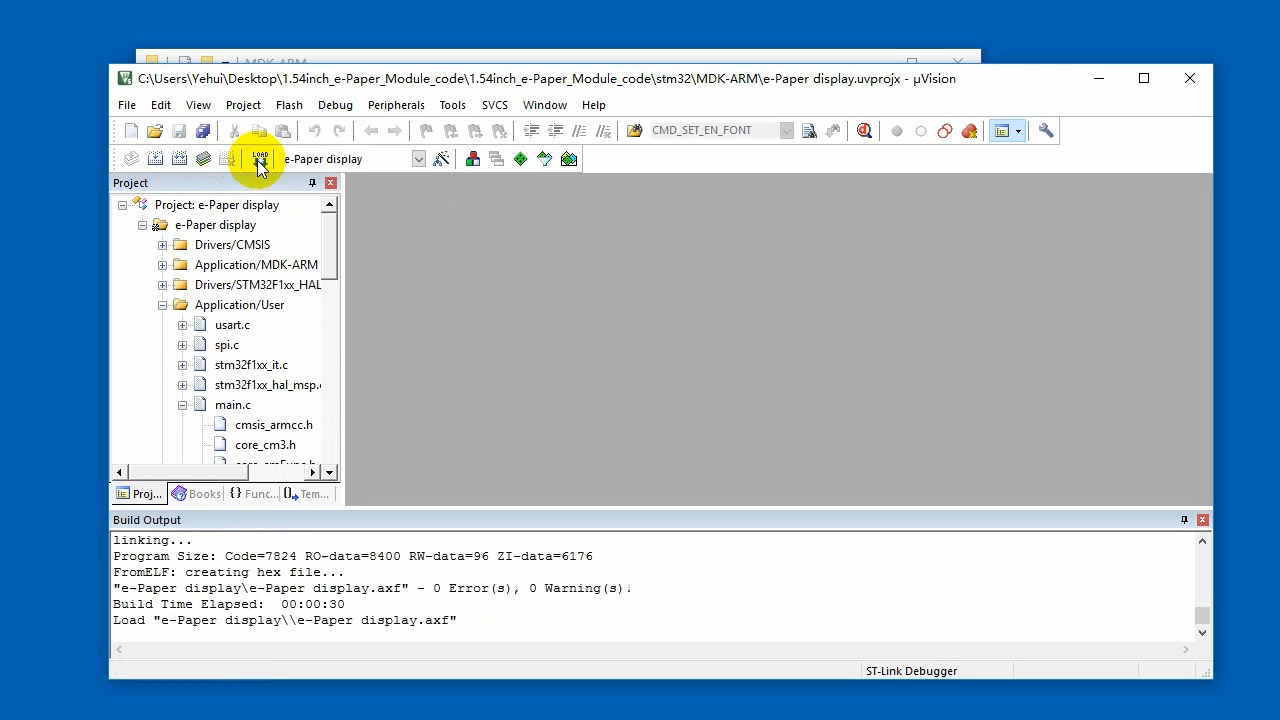 MDK-ARM
C:\Users\Yehui\Desktop\1.54inch_e-Paper_Module_code\1.54inch_e-Paper_Module_code\stm32\MDK-ARM\e-Paper display.uvprojx - µVision
File Edit View Project Flash Debug Peripherals Tools SVCS Window Help
CMD_SET_EN_FONT
LOAD e-Paper display
Project
Project: e-Paper display
e-Paper display
Drivers/CMSIS
Application/MDK-ARM
Drivers/STM32F1xx_HAL
Application/User
usart.c
spi.c
stm32f1xx_it.c
stm32f1xx_hal_msp.c
main.c
cmsis_armcc.h
core_cm3.h
Proj... Books {} Func... Tem...
Build Output
linking...
Program Size: Code=7824 RO-data=8400 RW-data=96 ZI-data=6176
FromELF: creating hex file...
"e-Paper display\e-Paper display.axf" - 0 Error(s), 0 Warning(s).
Build Time Elapsed:  00:00:30
Load "e-Paper display\\e-Paper display.axf"
ST-Link Debugger